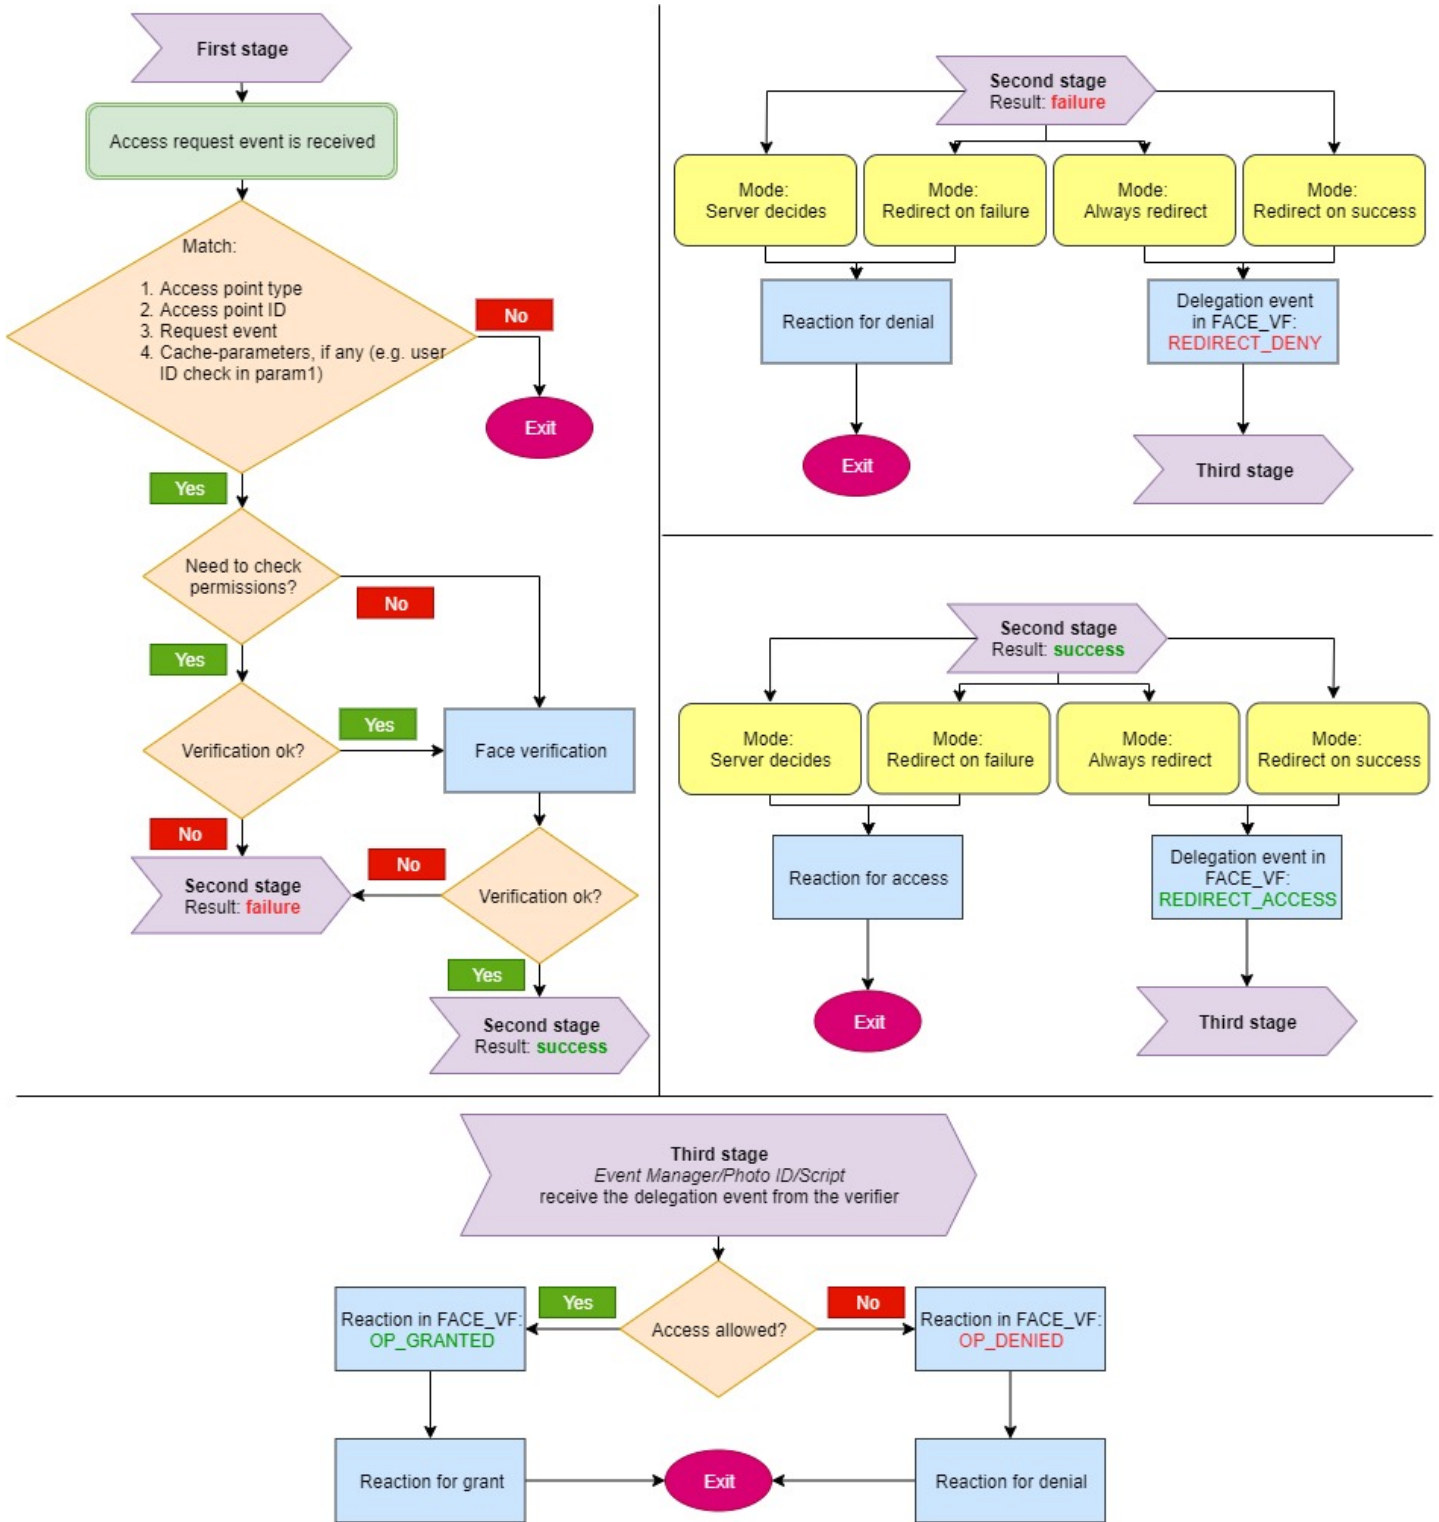 First stage
Access request event is received
Match:
1. Access point type
2. Access point ID
3. Request event
4. Cache-parameters, if any (e.g. user
ID check in param1)
No
Exit
Yes
Need to check
permissions?
No
Yes
Verification ok?
Yes
Face verification
No
Second stage
Result: failure
No
Verification ok?
Yes
Second stage
Result: success
Second stage
Result: failure
Mode:
Server decides
Mode:
Redirect on failure
Mode:
Always redirect
Mode:
Redirect on success
Reaction for denial
Delegation event
in FACE_VF:
REDIRECT_DENY
Exit
Third stage
Second stage
Result: success
Mode:
Server decides
Mode:
Redirect on failure
Mode:
Always redirect
Mode:
Redirect on success
Reaction for access
Delegation event in
FACE_VF:
REDIRECT_ACCESS
Exit
Third stage
Third stage
Event Manager/Photo ID/Script
receive the delegation event from the verifier
Access allowed?
Yes
No
Reaction in FACE_VF:
OP_GRANTED
Reaction in FACE_VF:
OP_DENIED
Reaction for grant
Exit
Reaction for denial